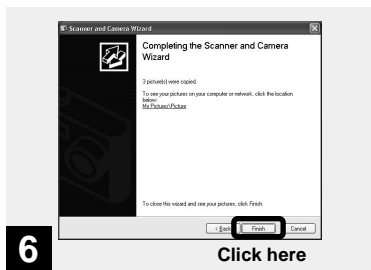 Scanner and Camera Wizard
Completing the Scanner and Camera
Wizard
3 picture(s) were copied.
To see your pictures on your computer or network, click the location
below:
My Pictures\Picture
To close this wizard and see your pictures, click Finish.
< Back
Finish
Cancel
6
Click here